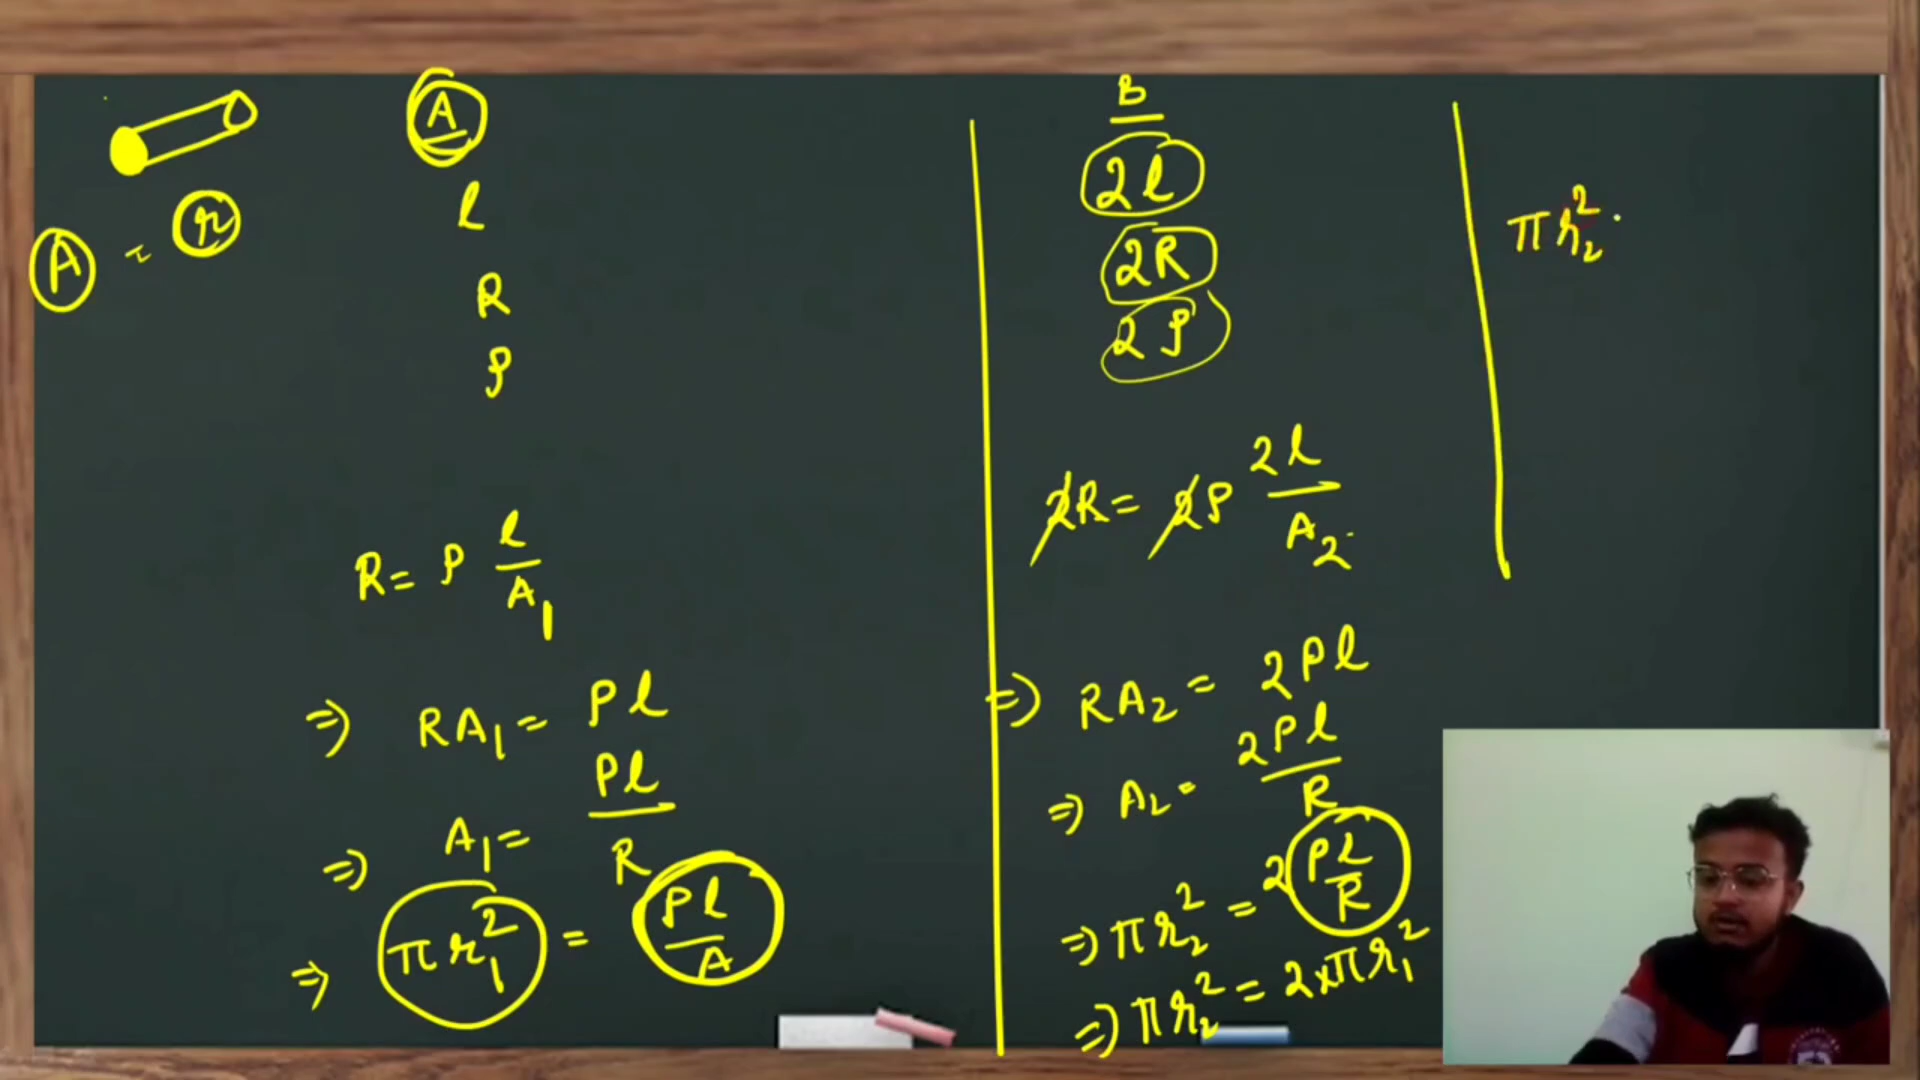 A
l
R
ρ
A = r
R = ρ l/A₁
⇒ RA₁ = ρl
⇒ A₁ = ρl/R
⇒ πr₁² = ρl/A
B
2l
2R
2ρ
2R = 2ρ 2l/A₂
⇒ RA₂ = 2ρl
⇒ A₂ = 2ρl/R
⇒ πr₂² = 2 ρl/R
⇒ πr₂² = 2×πr₁²
πr₂²